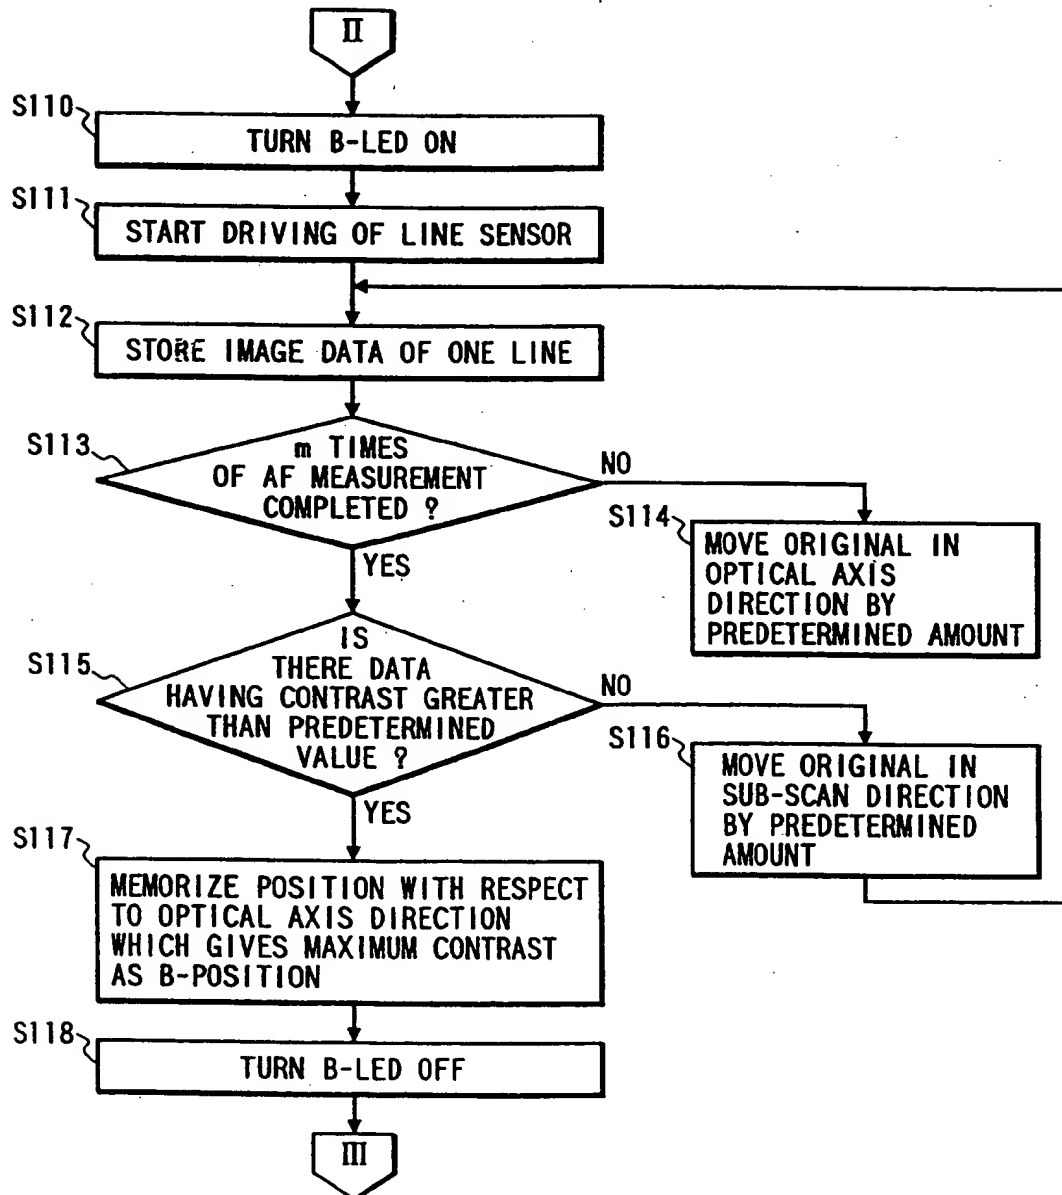 II
S110
TURN B-LED ON
S111
START DRIVING OF LINE SENSOR
S112
STORE IMAGE DATA OF ONE LINE
S113
m TIMES
OF AF MEASUREMENT
COMPLETED ?
NO
YES
S114
MOVE ORIGINAL IN
OPTICAL AXIS
DIRECTION BY
PREDETERMINED AMOUNT
S115
IS
THERE DATA
HAVING CONTRAST GREATER
THAN PREDETERMINED
VALUE ?
NO
YES
S116
MOVE ORIGINAL IN
SUB-SCAN DIRECTION
BY PREDETERMINED
AMOUNT
S117
MEMORIZE POSITION WITH RESPECT
TO OPTICAL AXIS DIRECTION
WHICH GIVES MAXIMUM CONTRAST
AS B-POSITION
S118
TURN B-LED OFF
III